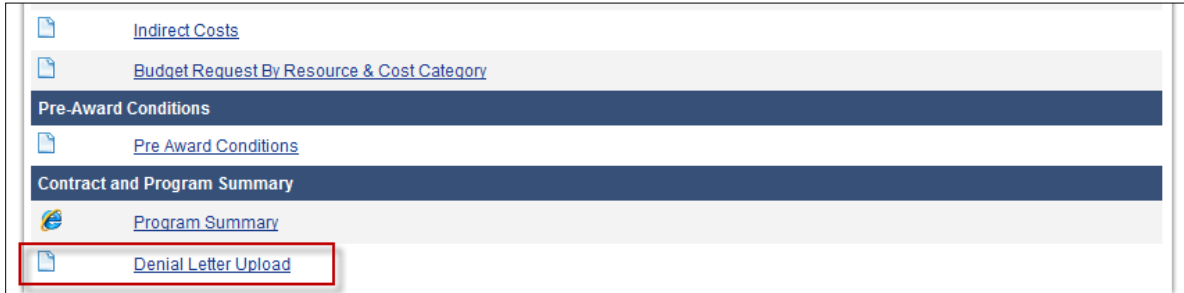 Indirect Costs
Budget Request By Resource & Cost Category
Pre-Award Conditions
Pre Award Conditions
Contract and Program Summary
Program Summary
Denial Letter Upload